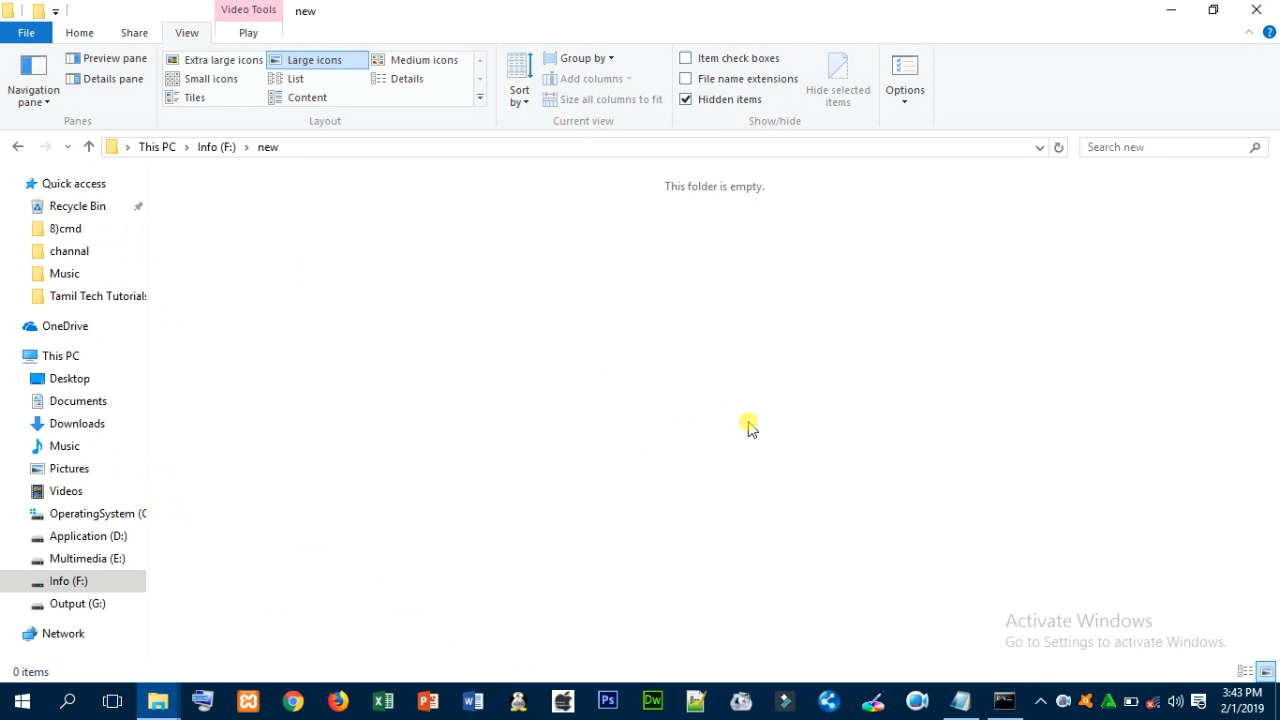 Video Tools
new
File
Home
Share
View
Play
Navigation pane
Preview pane
Details pane
Panes
Extra large icons
Large icons
Medium icons
Small icons
List
Details
Tiles
Content
Layout
Sort by
Group by
Add columns
Size all columns to fit
Current view
Item check boxes
File name extensions
Hidden items
Hide selected items
Show/hide
Options
This PC
Info (F:)
new
Search new
Quick access
Recycle Bin
8)cmd
channal
Music
Tamil Tech Tutorials
OneDrive
This PC
Desktop
Documents
Downloads
Music
Pictures
Videos
OperatingSystem (C
Application (D:)
Multimedia (E:)
Info (F:)
Output (G:)
Network
This folder is empty.
Activate Windows
Go to Settings to activate Windows.
0 items
Ps
Dw
3:43 PM
2/1/2019